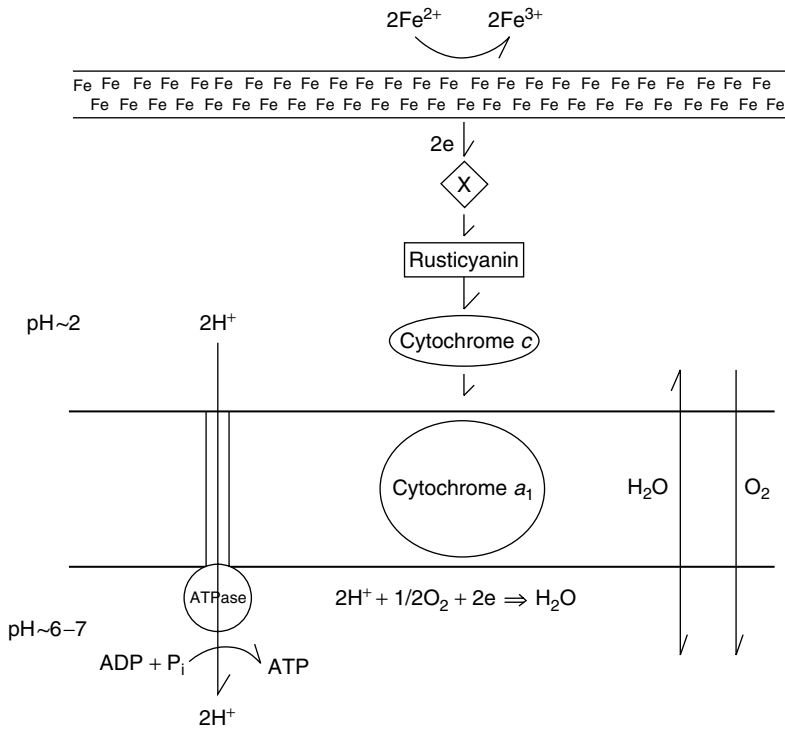 2Fe²⁺ 2Fe³⁺
Fe Fe Fe Fe Fe Fe Fe Fe Fe Fe Fe Fe Fe Fe Fe Fe Fe Fe Fe Fe Fe Fe Fe Fe Fe
Fe Fe Fe Fe Fe Fe Fe Fe Fe Fe Fe Fe Fe Fe Fe Fe Fe Fe Fe Fe Fe Fe Fe Fe Fe
2e
X
Rusticyanin
pH~2 2H⁺
Cytochrome c
Cytochrome a₁
H₂O O₂
ATPase
2H⁺ + 1/2O₂ + 2e ⇒ H₂O
pH~6–7
ADP + Pᵢ ATP
2H⁺